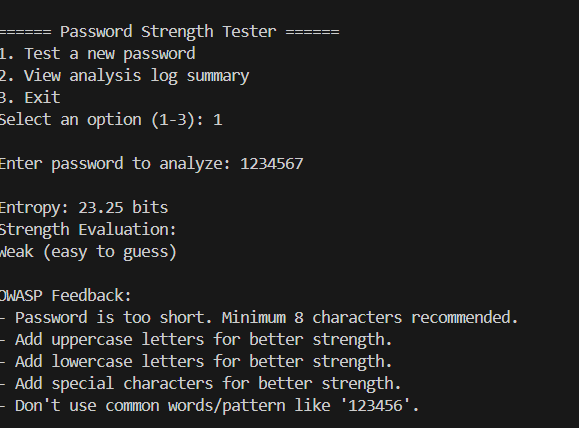 ====== Password Strength Tester ======
1. Test a new password
2. View analysis log summary
3. Exit
Select an option (1-3): 1
Enter password to analyze: 1234567
Entropy: 23.25 bits
Strength Evaluation:
Weak (easy to guess)
OWASP Feedback:
- Password is too short. Minimum 8 characters recommended.
- Add uppercase letters for better strength.
- Add lowercase letters for better strength.
- Add special characters for better strength.
- Don't use common words/pattern like '123456'.